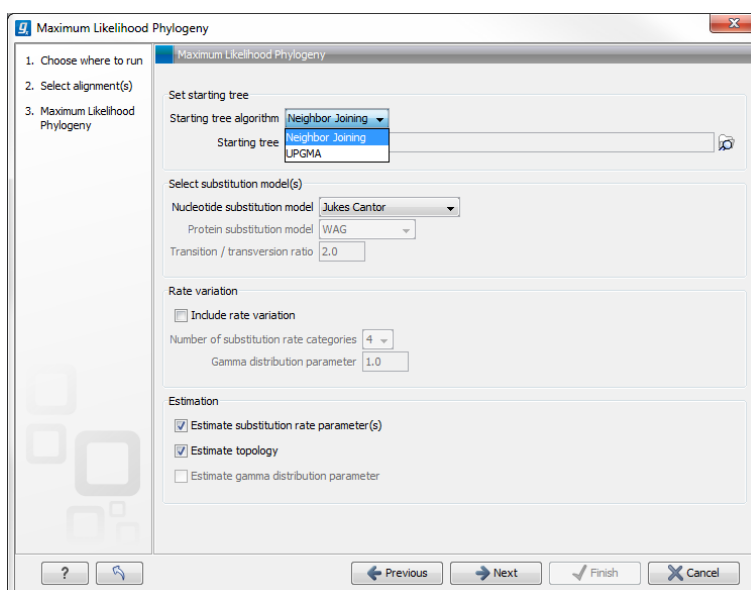 Maximum Likelihood Phylogeny
1. Choose where to run
2. Select alignment(s)
3. Maximum Likelihood
Phylogeny
Maximum Likelihood Phylogeny
Set starting tree
Starting tree algorithm Neighbor Joining
Neighbor Joining
UPGMA
Starting tree
Select substitution model(s)
Nucleotide substitution model Jukes Cantor
Protein substitution model WAG
Transition / transversion ratio 2.0
Rate variation
Include rate variation
Number of substitution rate categories 4
Gamma distribution parameter 1.0
Estimation
Estimate substitution rate parameter(s)
Estimate topology
Estimate gamma distribution parameter
? Previous Next Finish Cancel